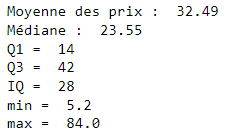 Moyenne des prix :  32.49
Médiane :  23.55
Q1 =  14
Q3 =  42
IQ =  28
min =  5.2
max =  84.0